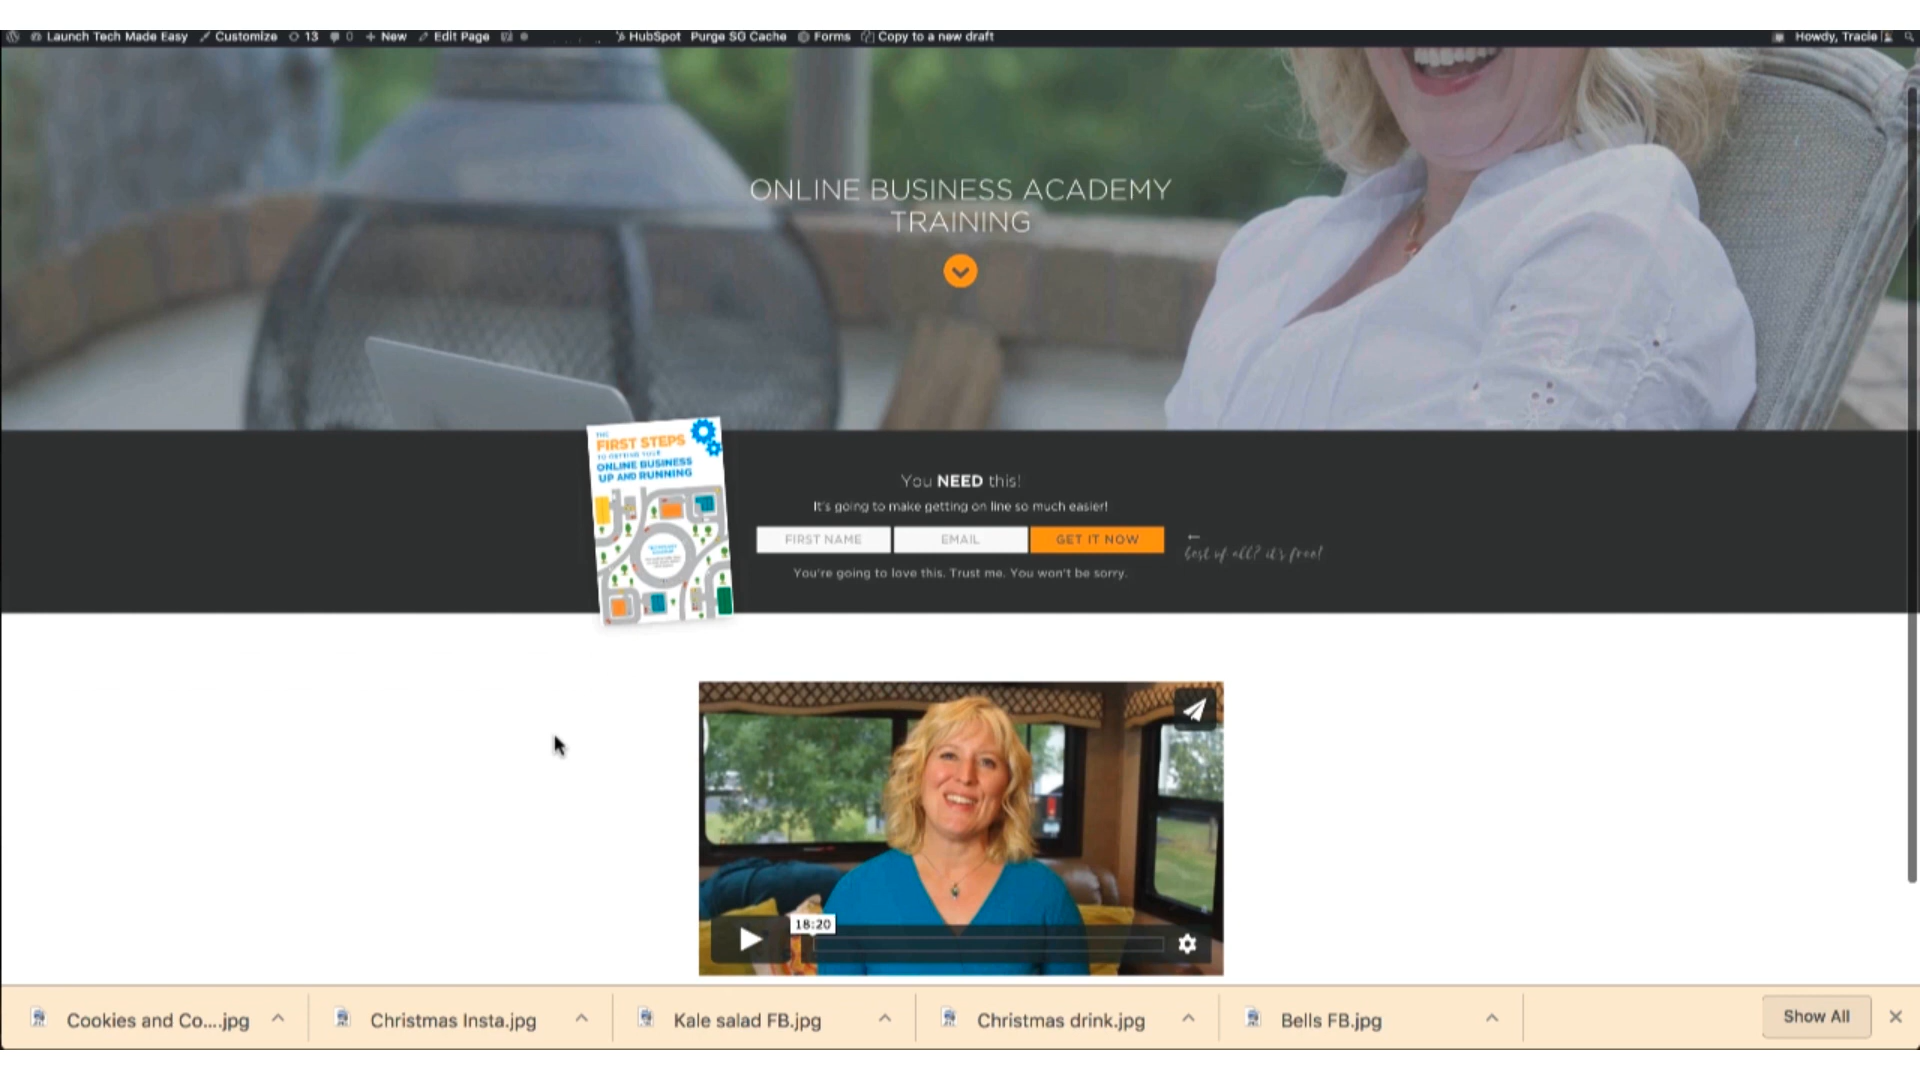 Launch Tech Made Easy Customize 13 0 + New Edit Page HubSpot Purge SG Cache Forms Copy to a new draft Howdy, Tracie
ONLINE BUSINESS ACADEMY
TRAINING
THE
FIRST STEPS
TO GETTING YOUR
ONLINE BUSINESS
UP AND RUNNING
You NEED this!
It's going to make getting on line so much easier!
FIRST NAME EMAIL GET IT NOW
best of all? it's free!
You're going to love this. Trust me. You won't be sorry.
18:20
Cookies and Co....jpg Christmas Insta.jpg Kale salad FB.jpg Christmas drink.jpg Bells FB.jpg Show All